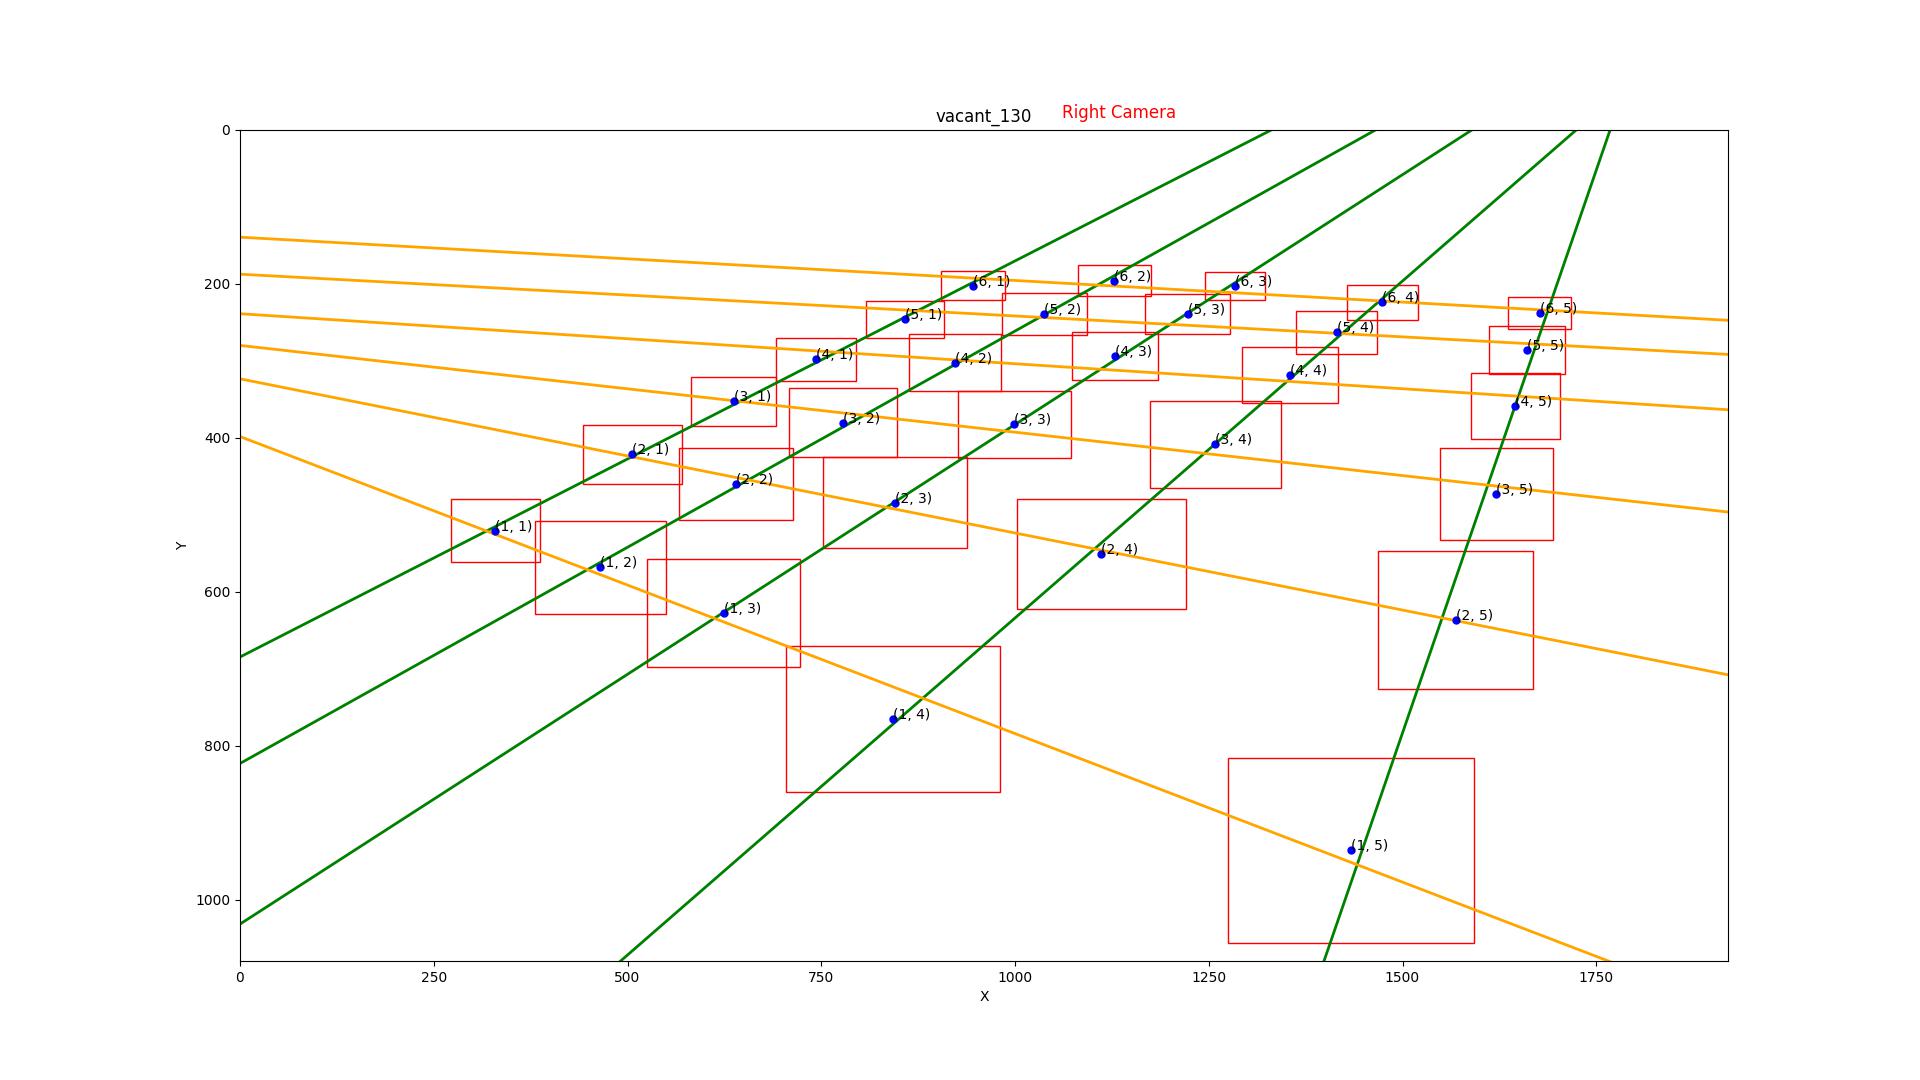 vacant_130 Right Camera
0
200
(6, 1) (6, 2) (6, 3) (6, 4) (6, 5)
(5, 1) (5, 2) (5, 3) (5, 4) (5, 5)
(4, 1) (4, 2) (4, 3) (4, 4) (4, 5)
(3, 1) (3, 2) (3, 3) (3, 4) (3, 5)
400
(2, 1) (2, 2) (2, 3) (2, 4) (2, 5)
Y
(1, 1) (1, 2) (1, 3) (1, 4) (1, 5)
600
800
1000
0 250 500 750 1000 1250 1500 1750
X